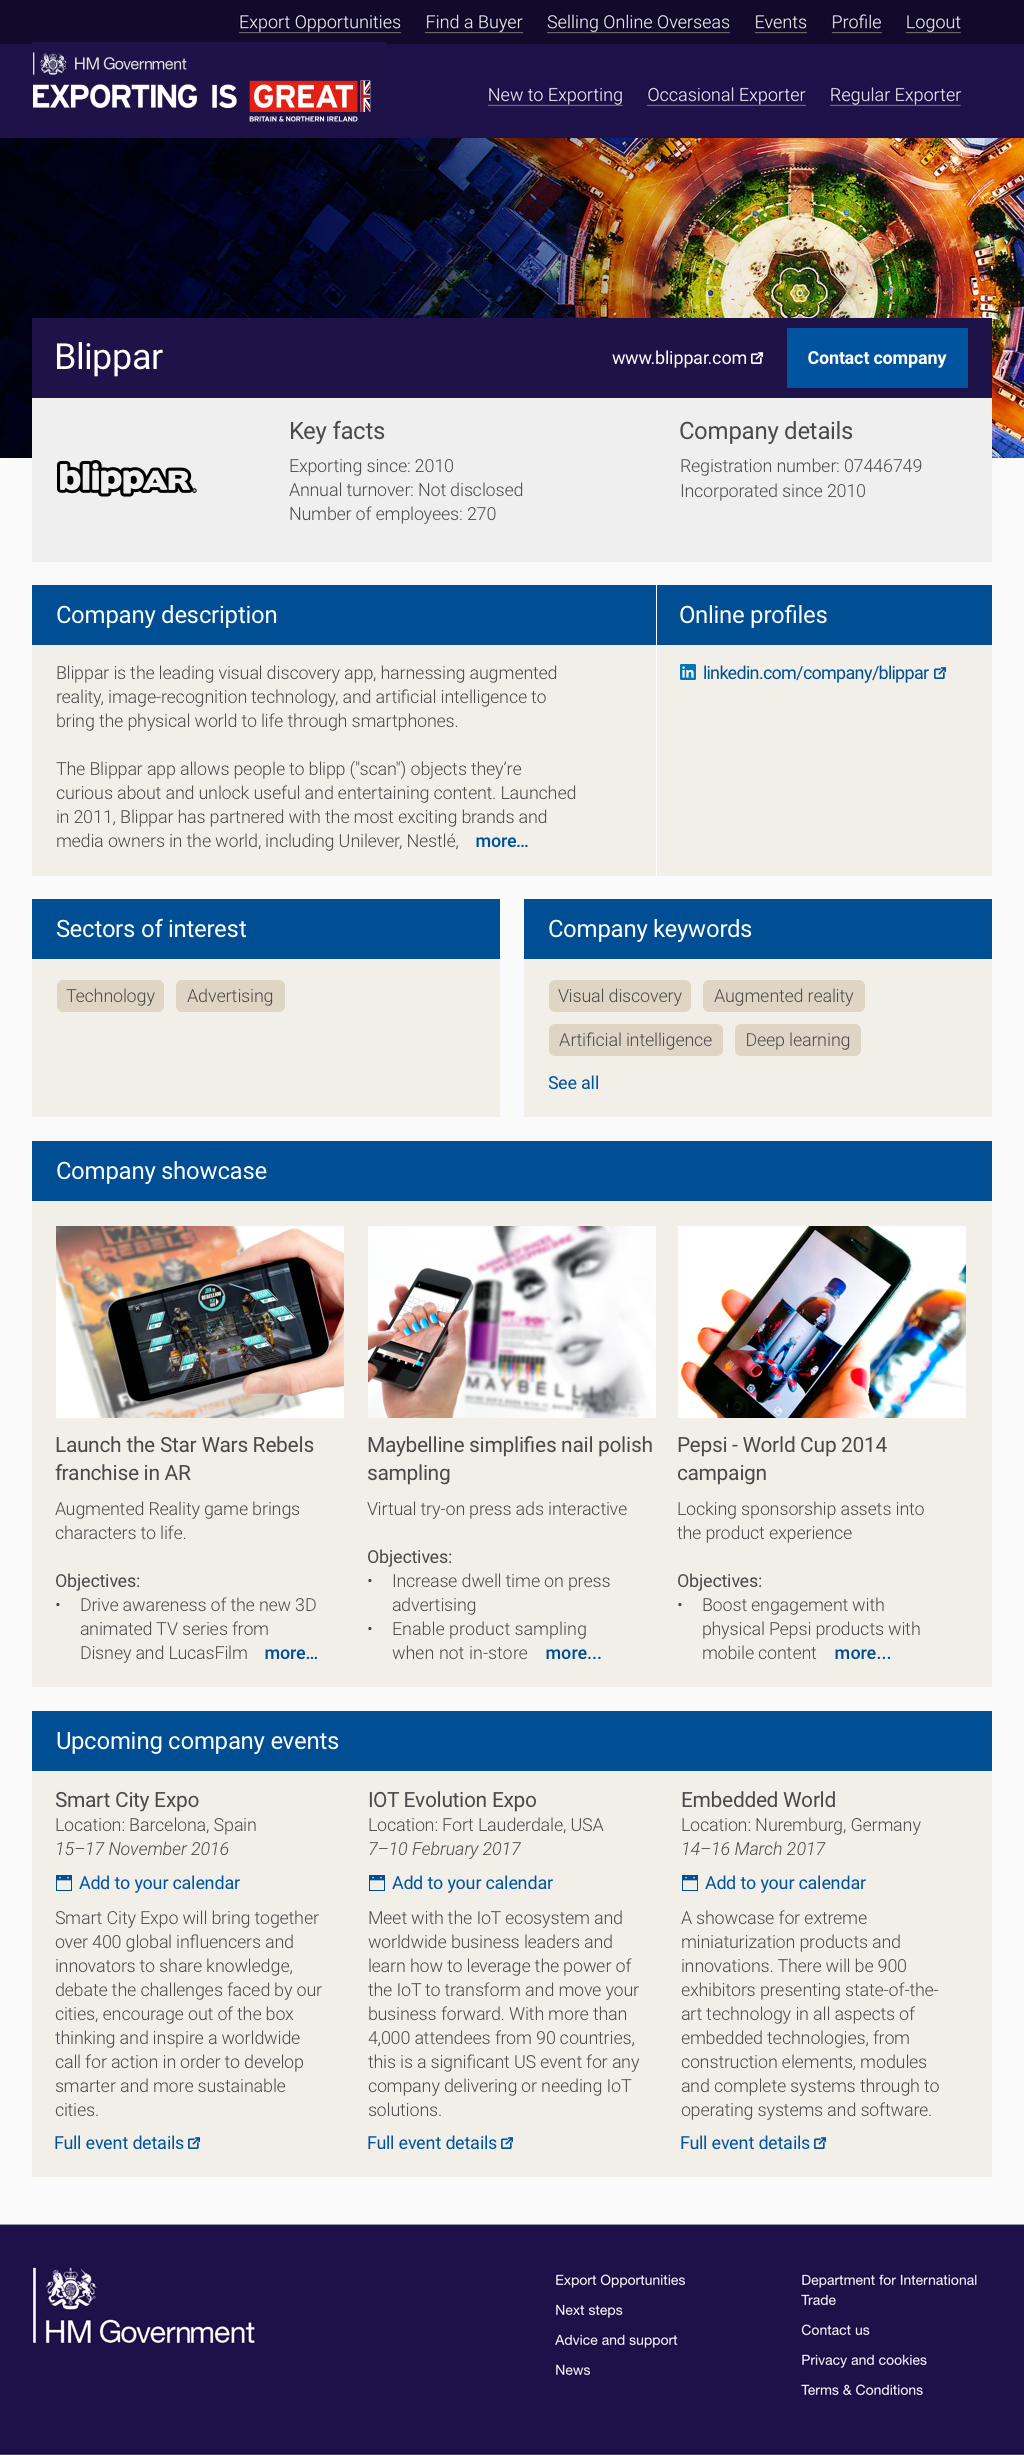 Export Opportunities Find a Buyer Selling Online Overseas Events Profile Logout
HM Government
EXPORTING IS GREAT
BRITAIN & NORTHERN IRELAND
New to Exporting Occasional Exporter Regular Exporter
Blippar
www.blippar.com
Contact company
blippAR
Key facts
Exporting since: 2010
Annual turnover: Not disclosed
Number of employees: 270
Company details
Registration number: 07446749
Incorporated since 2010
Company description
Blippar is the leading visual discovery app, harnessing augmented
reality, image-recognition technology, and artificial intelligence to
bring the physical world to life through smartphones.
The Blippar app allows people to blipp ("scan") objects they’re
curious about and unlock useful and entertaining content. Launched
in 2011, Blippar has partnered with the most exciting brands and
media owners in the world, including Unilever, Nestlé, more...
Online profiles
in linkedin.com/company/blippar
Sectors of interest
Technology Advertising
Company keywords
Visual discovery Augmented reality
Artificial intelligence Deep learning
See all
Company showcase
WARS
REBELS
REBELLION
MAYBELLIN
Launch the Star Wars Rebels
franchise in AR
Augmented Reality game brings
characters to life.
Objectives:
• Drive awareness of the new 3D
animated TV series from
Disney and LucasFilm more...
Maybelline simplifies nail polish
sampling
Virtual try-on press ads interactive
Objectives:
• Increase dwell time on press
advertising
• Enable product sampling
when not in-store more...
Pepsi - World Cup 2014
campaign
Locking sponsorship assets into
the product experience
Objectives:
• Boost engagement with
physical Pepsi products with
mobile content more...
Upcoming company events
Smart City Expo
Location: Barcelona, Spain
15–17 November 2016
Add to your calendar
Smart City Expo will bring together
over 400 global influencers and
innovators to share knowledge,
debate the challenges faced by our
cities, encourage out of the box
thinking and inspire a worldwide
call for action in order to develop
smarter and more sustainable
cities.
Full event details
IOT Evolution Expo
Location: Fort Lauderdale, USA
7–10 February 2017
Add to your calendar
Meet with the IoT ecosystem and
worldwide business leaders and
learn how to leverage the power of
the IoT to transform and move your
business forward. With more than
4,000 attendees from 90 countries,
this is a significant US event for any
company delivering or needing IoT
solutions.
Full event details
Embedded World
Location: Nuremburg, Germany
14–16 March 2017
Add to your calendar
A showcase for extreme
miniaturization products and
innovations. There will be 900
exhibitors presenting state-of-the-
art technology in all aspects of
embedded technologies, from
construction elements, modules
and complete systems through to
operating systems and software.
Full event details
HM Government
Export Opportunities
Next steps
Advice and support
News
Department for International
Trade
Contact us
Privacy and cookies
Terms & Conditions